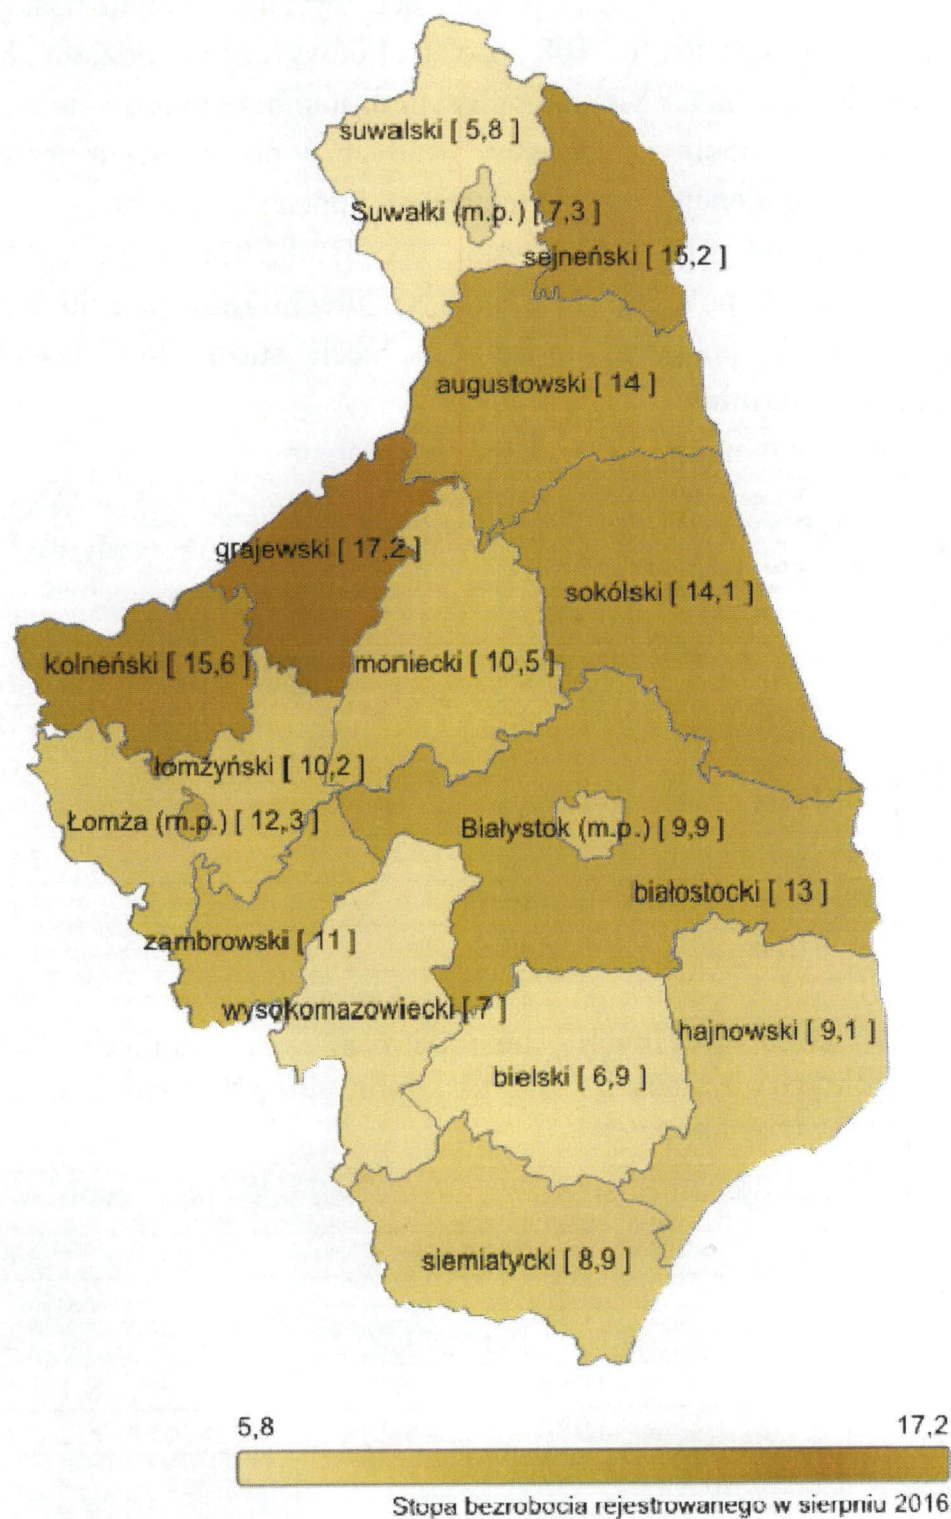 suwalski [ 5,8 ]
Suwałki (m.p.) [ 7,3 ]
sejneński [ 15,2 ]
augustowski [ 14 ]
grajewski [ 17,2 ]
sokólski [ 14,1 ]
kolneński [ 15,6 ]
moniecki [ 10,5 ]
łomżyński [ 10,2 ]
Łomża (m.p.) [ 12,3 ]
Białystok (m.p.) [ 9,9 ]
białostocki [ 13 ]
zambrowski [ 11 ]
wysokomazowiecki [ 7 ]
hajnowski [ 9,1 ]
bielski [ 6,9 ]
siemiatycki [ 8,9 ]
5,8
17,2
Stopa bezrobocia rejestrowanego w sierpniu 2016